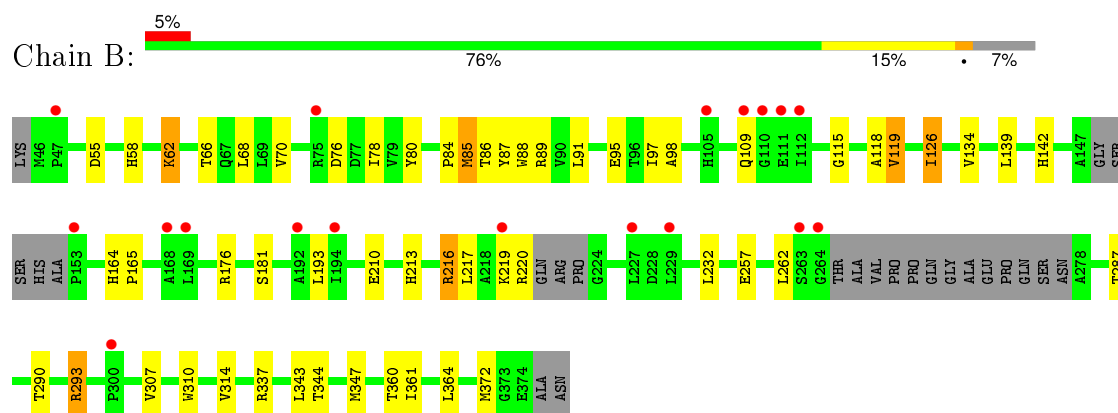 5%
Chain B:
76% 15% • 7%
LYS M46 P47 D55 H58 K62 T66 Q67 L68 L69 V70 R75 D76 D77 I78 V79 Y80 P84 M85 T86 Y87 W88 R89 V90 L91 E95 T96 I97 A98 H105 Q109 G110 E111 I112 G115 A118 V119 G126 V134 L139 H142 A147 GLY SER
SER HIS ALA P153 H164 P165 A168 L169 R176 S181 A192 L193 I194 E210 H213 R216 L217 A218 K219 R220 GLN ARG PRO G224 L227 D228 L229 L232 E257 L262 S263 G264 THR ALA VAL PRO PRO GLN GLY ALA GLU PRO GLN SER ASN A278 T287
T290 R293 P300 V307 W310 V314 R337 L343 T344 M347 T360 I361 L364 M372 G373 E374 ALA ASN